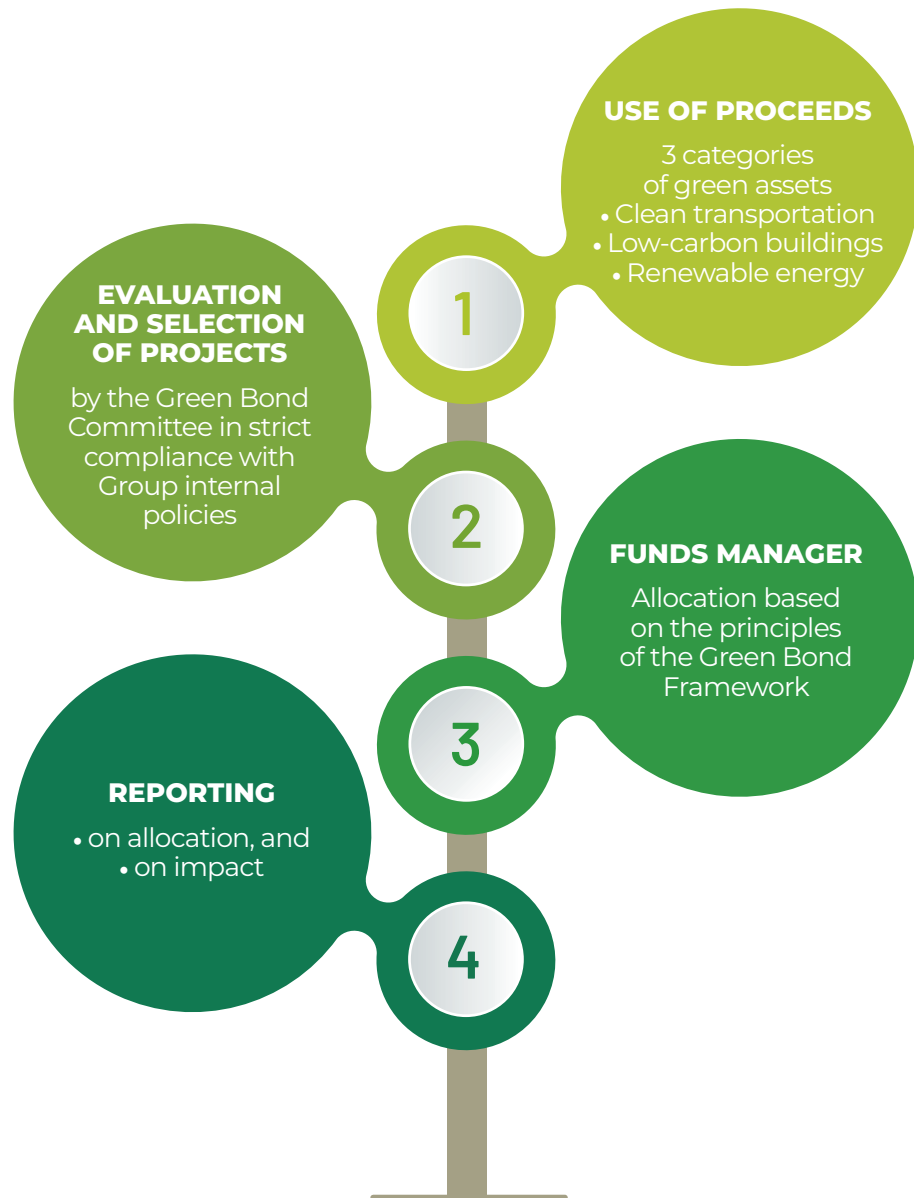 1
USE OF PROCEEDS
3 categories
of green assets
• Clean transportation
• Low-carbon buildings
• Renewable energy
2
EVALUATION
AND SELECTION
OF PROJECTS
by the Green Bond
Committee in strict
compliance with
Group internal
policies
3
FUNDS MANAGER
Allocation based
on the principles
of the Green Bond
Framework
4
REPORTING
• on allocation, and
• on impact